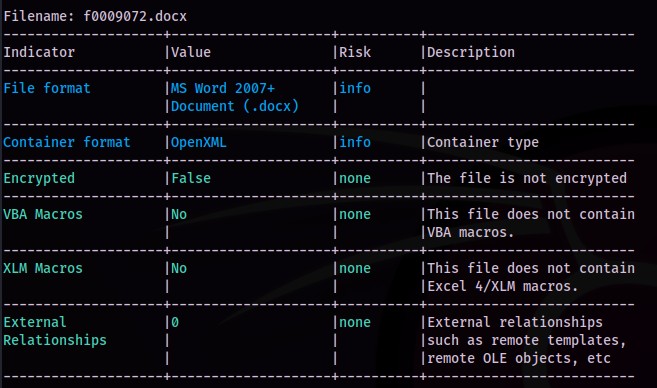 Filename: f0009072.docx
--------------------+--------------------+----------+--------------------------
Indicator           |Value               |Risk      |Description
--------------------+--------------------+----------+--------------------------
File format         |MS Word 2007+       |info      |
                    |Document (.docx)    |          |
--------------------+--------------------+----------+--------------------------
Container format    |OpenXML             |info      |Container type
--------------------+--------------------+----------+--------------------------
Encrypted           |False               |none      |The file is not encrypted
--------------------+--------------------+----------+--------------------------
VBA Macros          |No                  |none      |This file does not contain
                    |                    |          |VBA macros.
--------------------+--------------------+----------+--------------------------
XLM Macros          |No                  |none      |This file does not contain
                    |                    |          |Excel 4/XLM macros.
--------------------+--------------------+----------+--------------------------
External            |0                   |none      |External relationships
Relationships       |                    |          |such as remote templates,
                    |                    |          |remote OLE objects, etc
--------------------+--------------------+----------+--------------------------